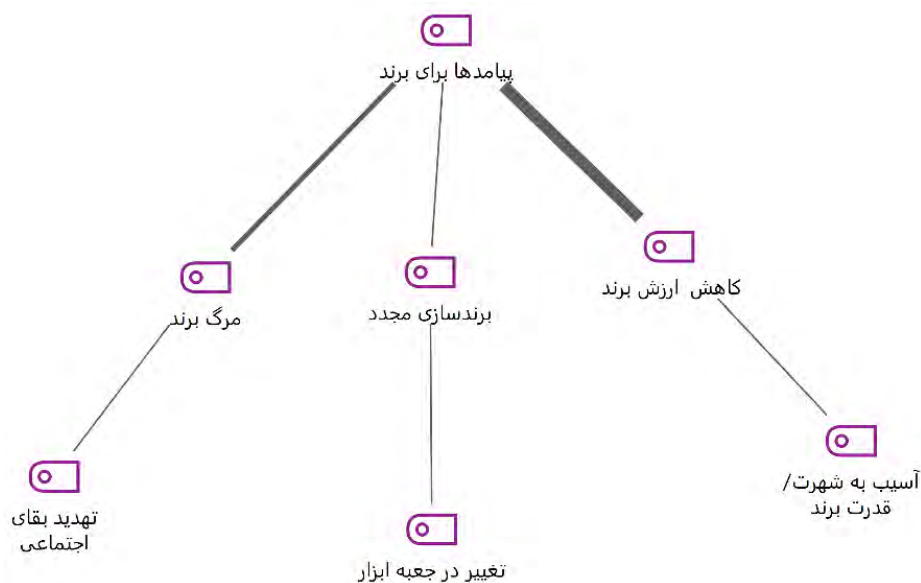 پیامدها برای برند
کاهش ارزش برند
برندسازی مجدد
مرگ برند
آسیب به شهرت/
قدرت برند
تغییر در جعبه ابزار
تهدید بقای
اجتماعی